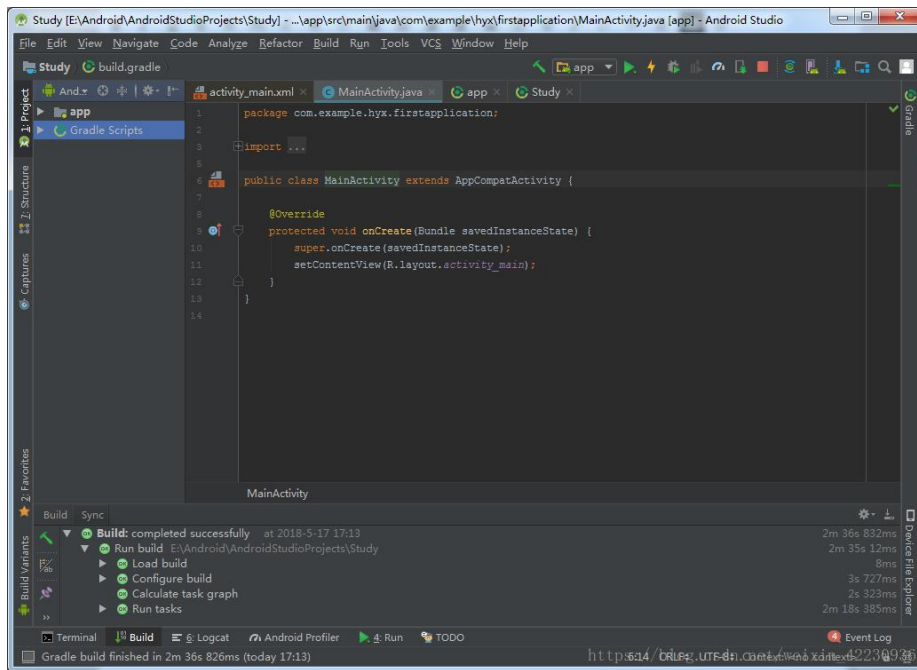 Study [E:\Android\AndroidStudioProjects\Study] - ...\app\src\main\java\com\example\hyx\firstapplication\MainActivity.java [app] - Android Studio
File Edit View Navigate Code Analyze Refactor Build Run Tools VCS Window Help
Study build.gradle app
1: Project
And.. activity_main.xml MainActivity.java app Study
Gradle
app
Gradle Scripts
7: Structure
Captures
1 package com.example.hyx.firstapplication;
2
3 import ...
5
6 public class MainActivity extends AppCompatActivity {
7
8 @Override
9 protected void onCreate(Bundle savedInstanceState) {
10 super.onCreate(savedInstanceState);
11 setContentView(R.layout.activity_main);
12 }
13 }
14
MainActivity
2: Favorites
Build Variants
Device File Explorer
Build Sync
Build: completed successfully at 2018-5-17 17:13 2m 36s 832ms
Run build E:\Android\AndroidStudioProjects\Study 2m 35s 12ms
Load build 8ms
Configure build 3s 727ms
Calculate task graph 2s 323ms
Run tasks 2m 18s 385ms
Terminal Build 6: Logcat Android Profiler 4: Run TODO 4 Event Log
Gradle build finished in 2m 36s 826ms (today 17:13) 6:14 CRLF: UTF-8: Context: <no context>